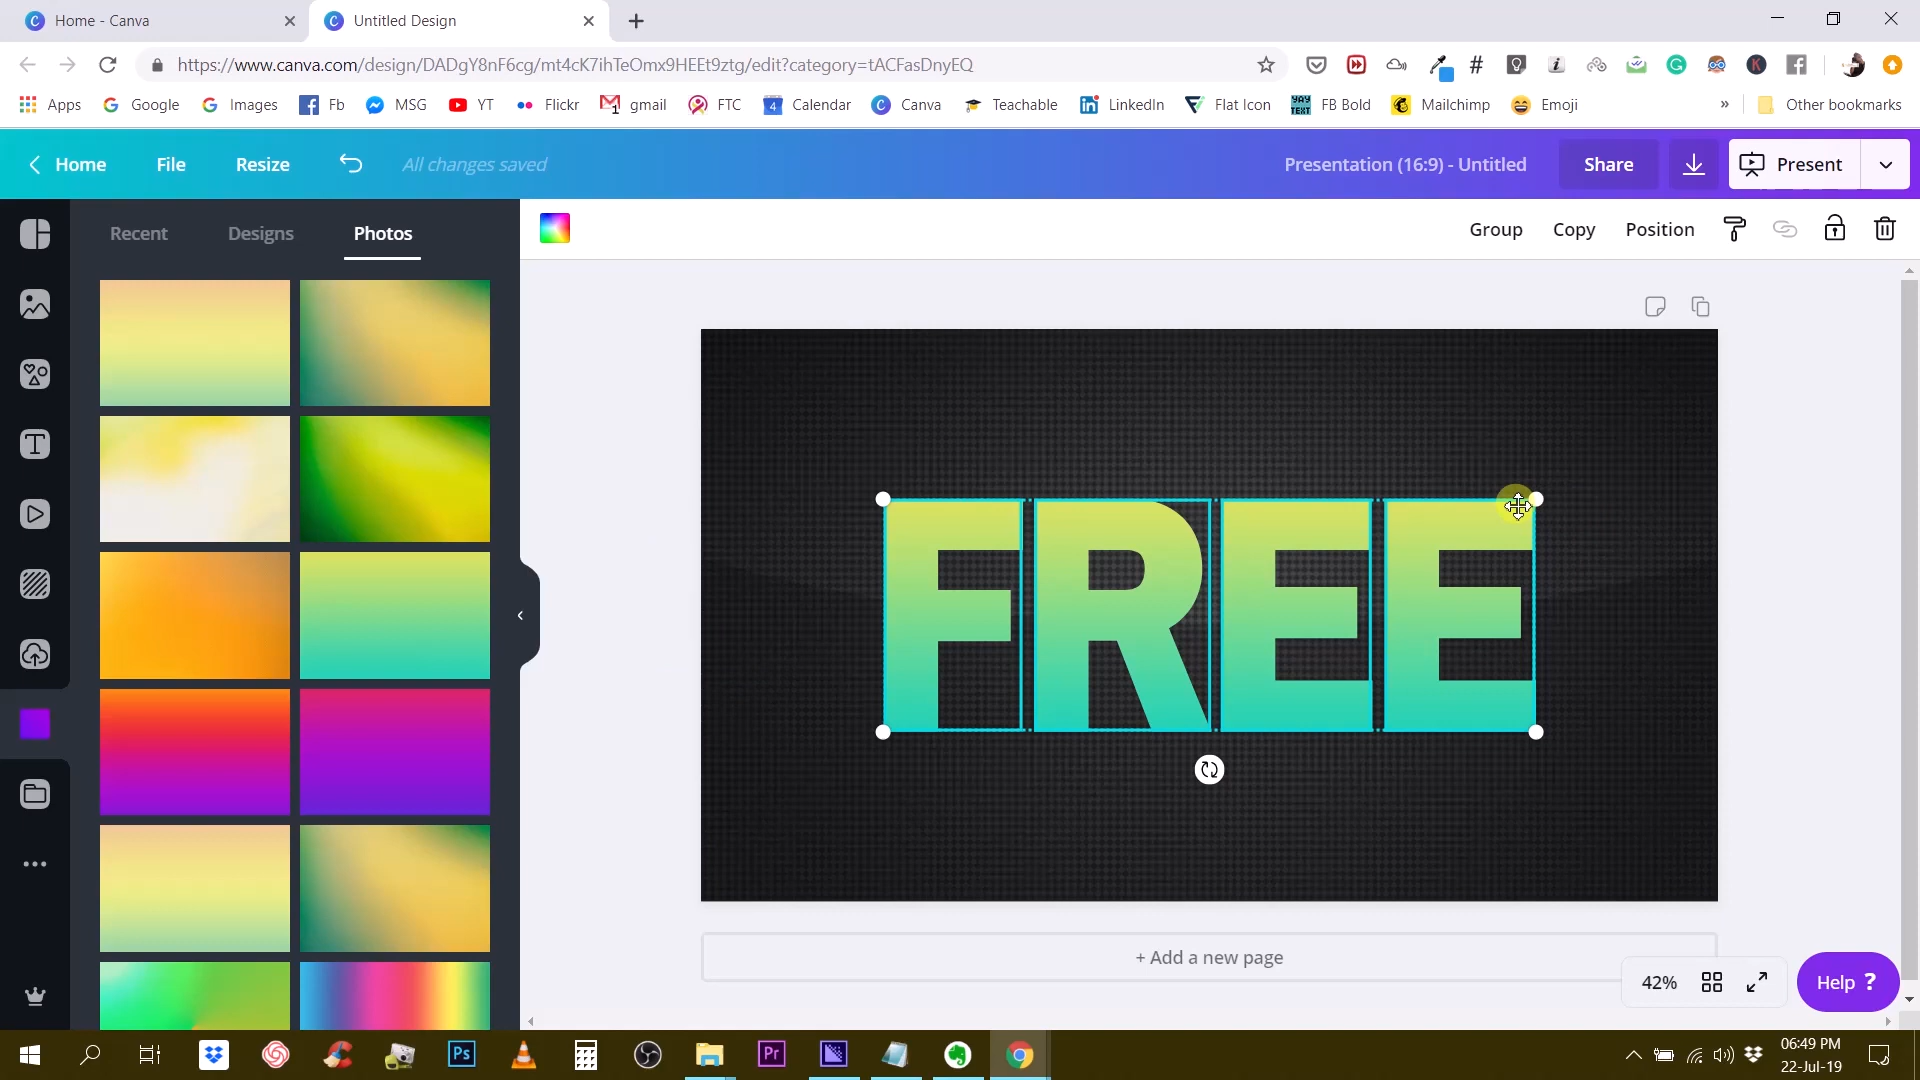 Home - Canva
Untitled Design
https://www.canva.com/design/DADgY8nF6cg/mt4cK7ihTeOmx9HEEt9ztg/edit?category=tACFasDnyEQ
Apps Google Images Fb MSG YT Flickr gmail FTC Calendar Canva Teachable LinkedIn Flat Icon FB Bold Mailchimp Emoji » Other bookmarks
Home File Resize All changes saved Presentation (16:9) - Untitled Share Present
Recent Designs Photos
Group Copy Position
FREE
+ Add a new page
42%
Help ?
06:49 PM
22-Jul-19